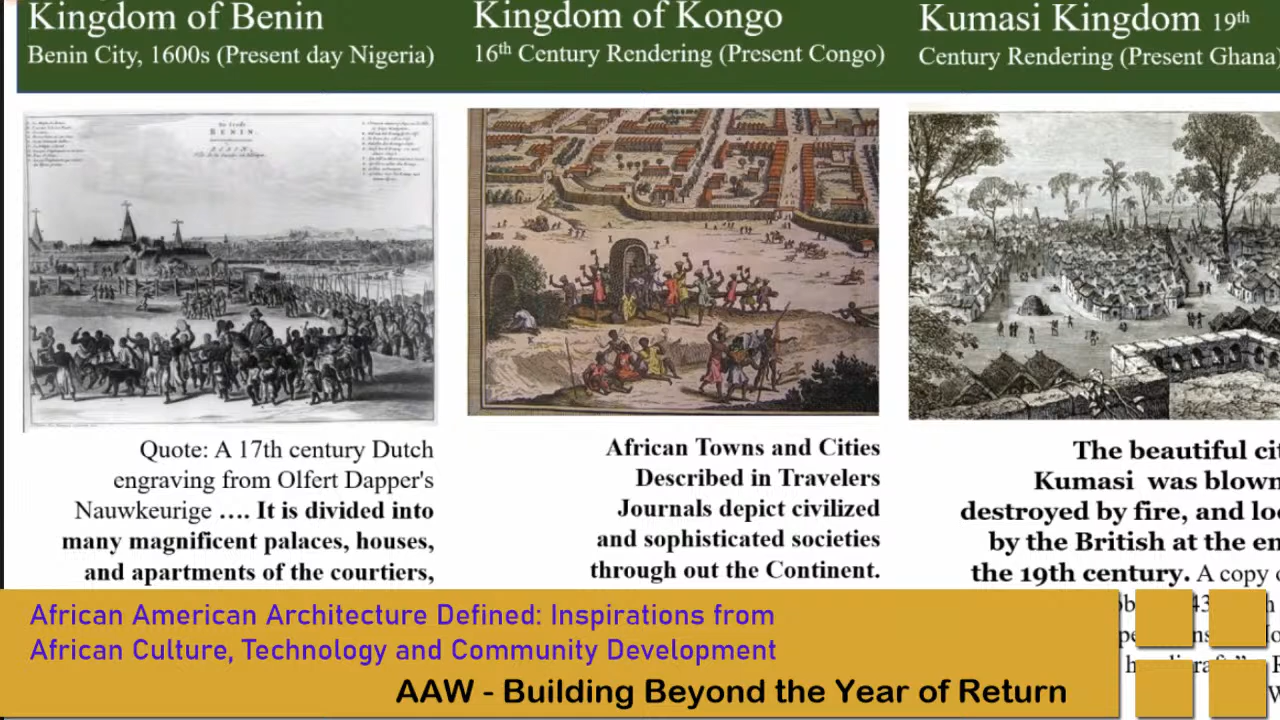 Kingdom of Benin
Benin City, 1600s (Present day Nigeria)
Kingdom of Kongo
16th Century Rendering (Present Congo)
Kumasi Kingdom 19th
Century Rendering (Present Ghana)
BENIN.
Quote: A 17th century Dutch
engraving from Olfert Dapper's
Nauwkeurige .... It is divided into
many magnificent palaces, houses,
and apartments of the courtiers,
African Towns and Cities
Described in Travelers
Journals depict civilized
and sophisticated societies
through out the Continent.
The beautiful
Kumasi was blown
destroyed by fire, and
by the British at the
the 19th century. A copy
African American Architecture Defined: Inspirations from
African Culture, Technology and Community Development
AAW - Building Beyond the Year of Return